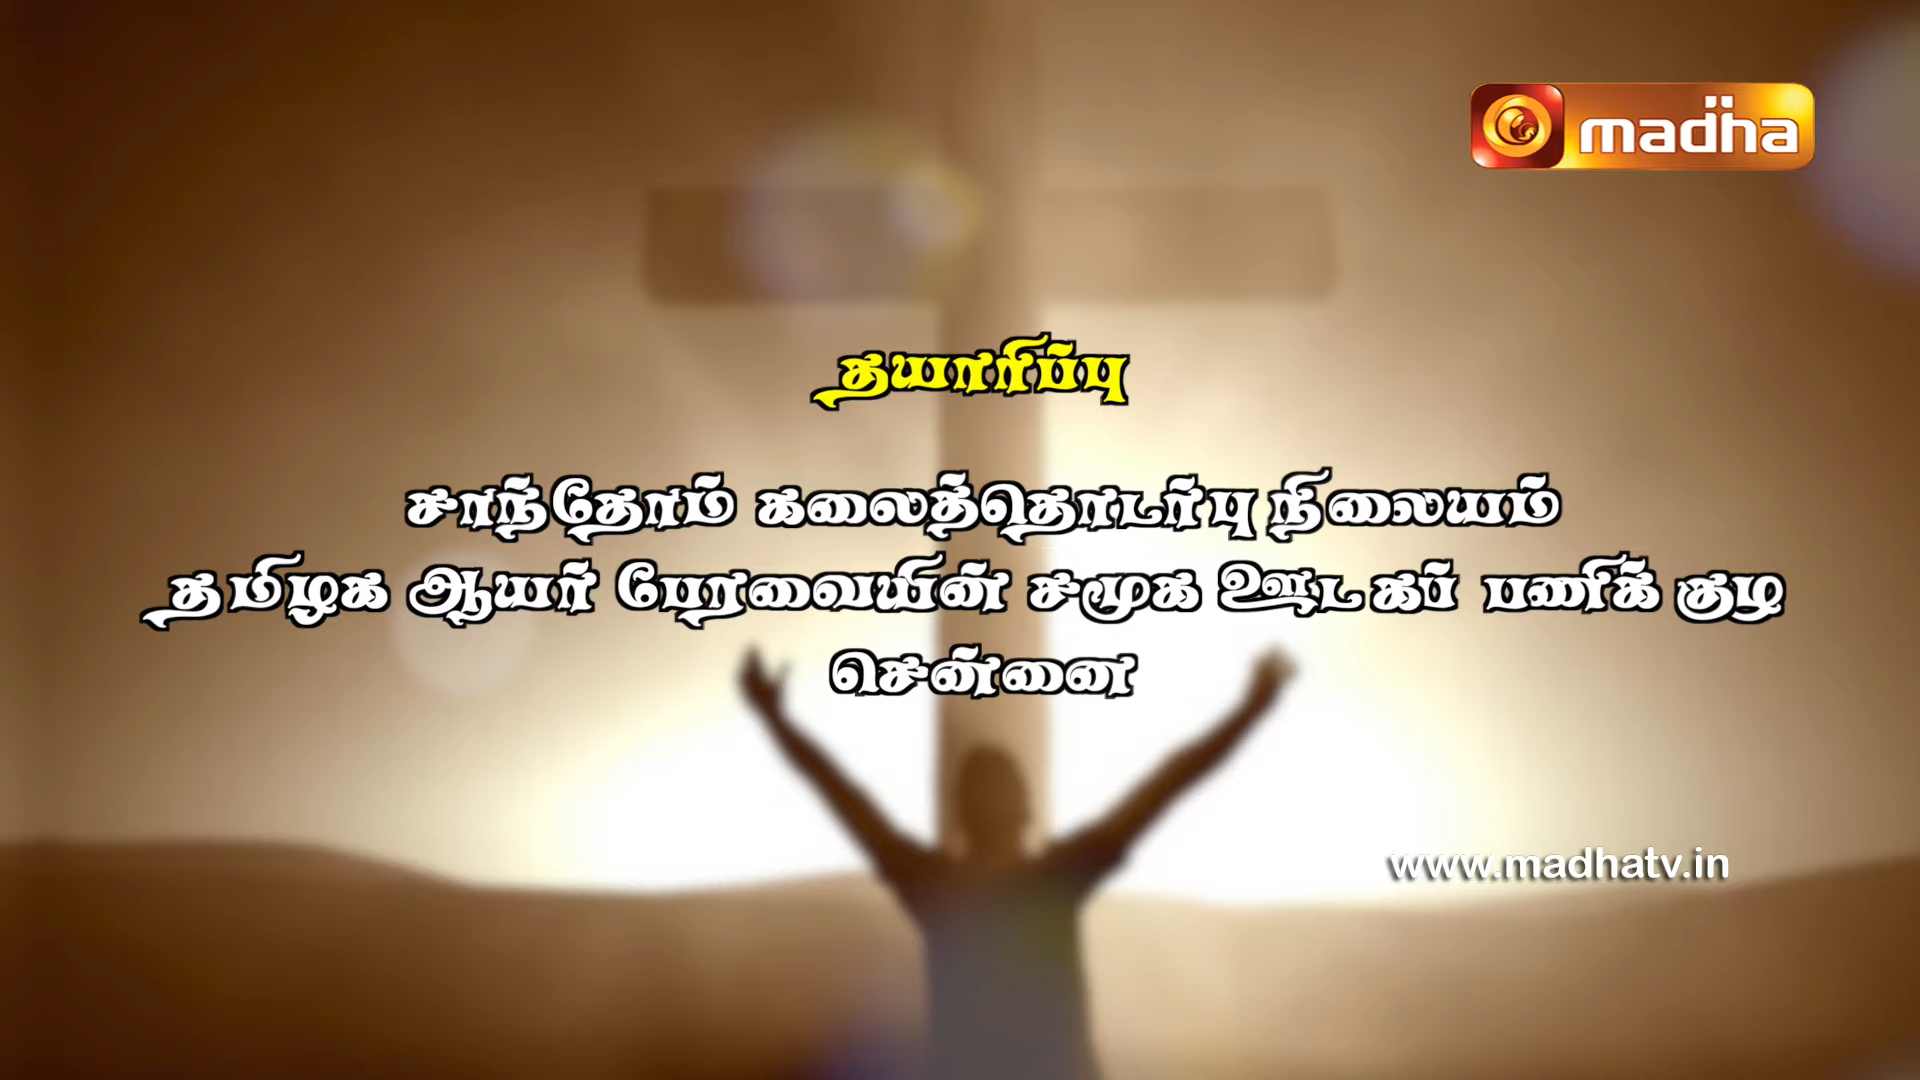 madha
தயாரிப்பு
சாந்தோம் கலைத்தொடர்பு நிலையம்
தமிழக ஆயர் பேரவையின் சமூக ஊடகப் பணிக் குழ
சென்னை
www.madhatv.in